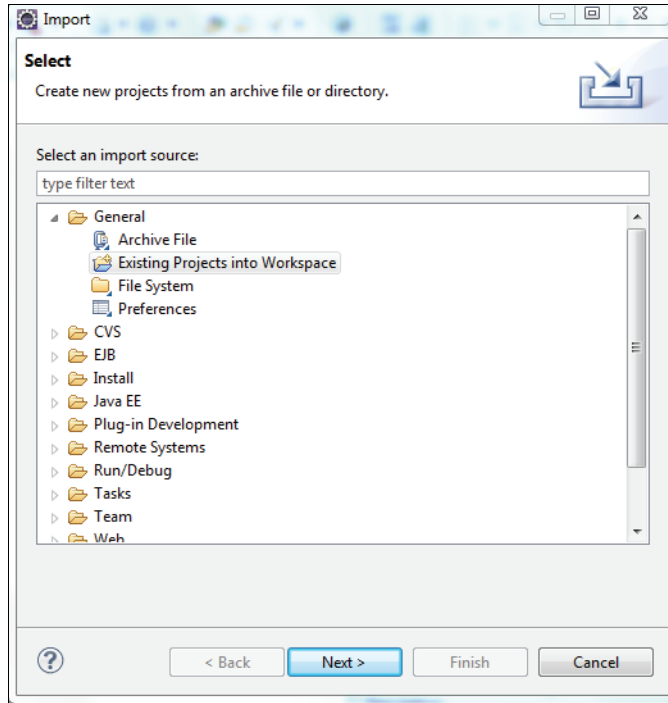 Import
Select
Create new projects from an archive file or directory.
Select an import source:
type filter text
General
Archive File
Existing Projects into Workspace
File System
Preferences
CVS
EJB
Install
Java EE
Plug-in Development
Remote Systems
Run/Debug
Tasks
Team
Web
? < Back Next > Finish Cancel